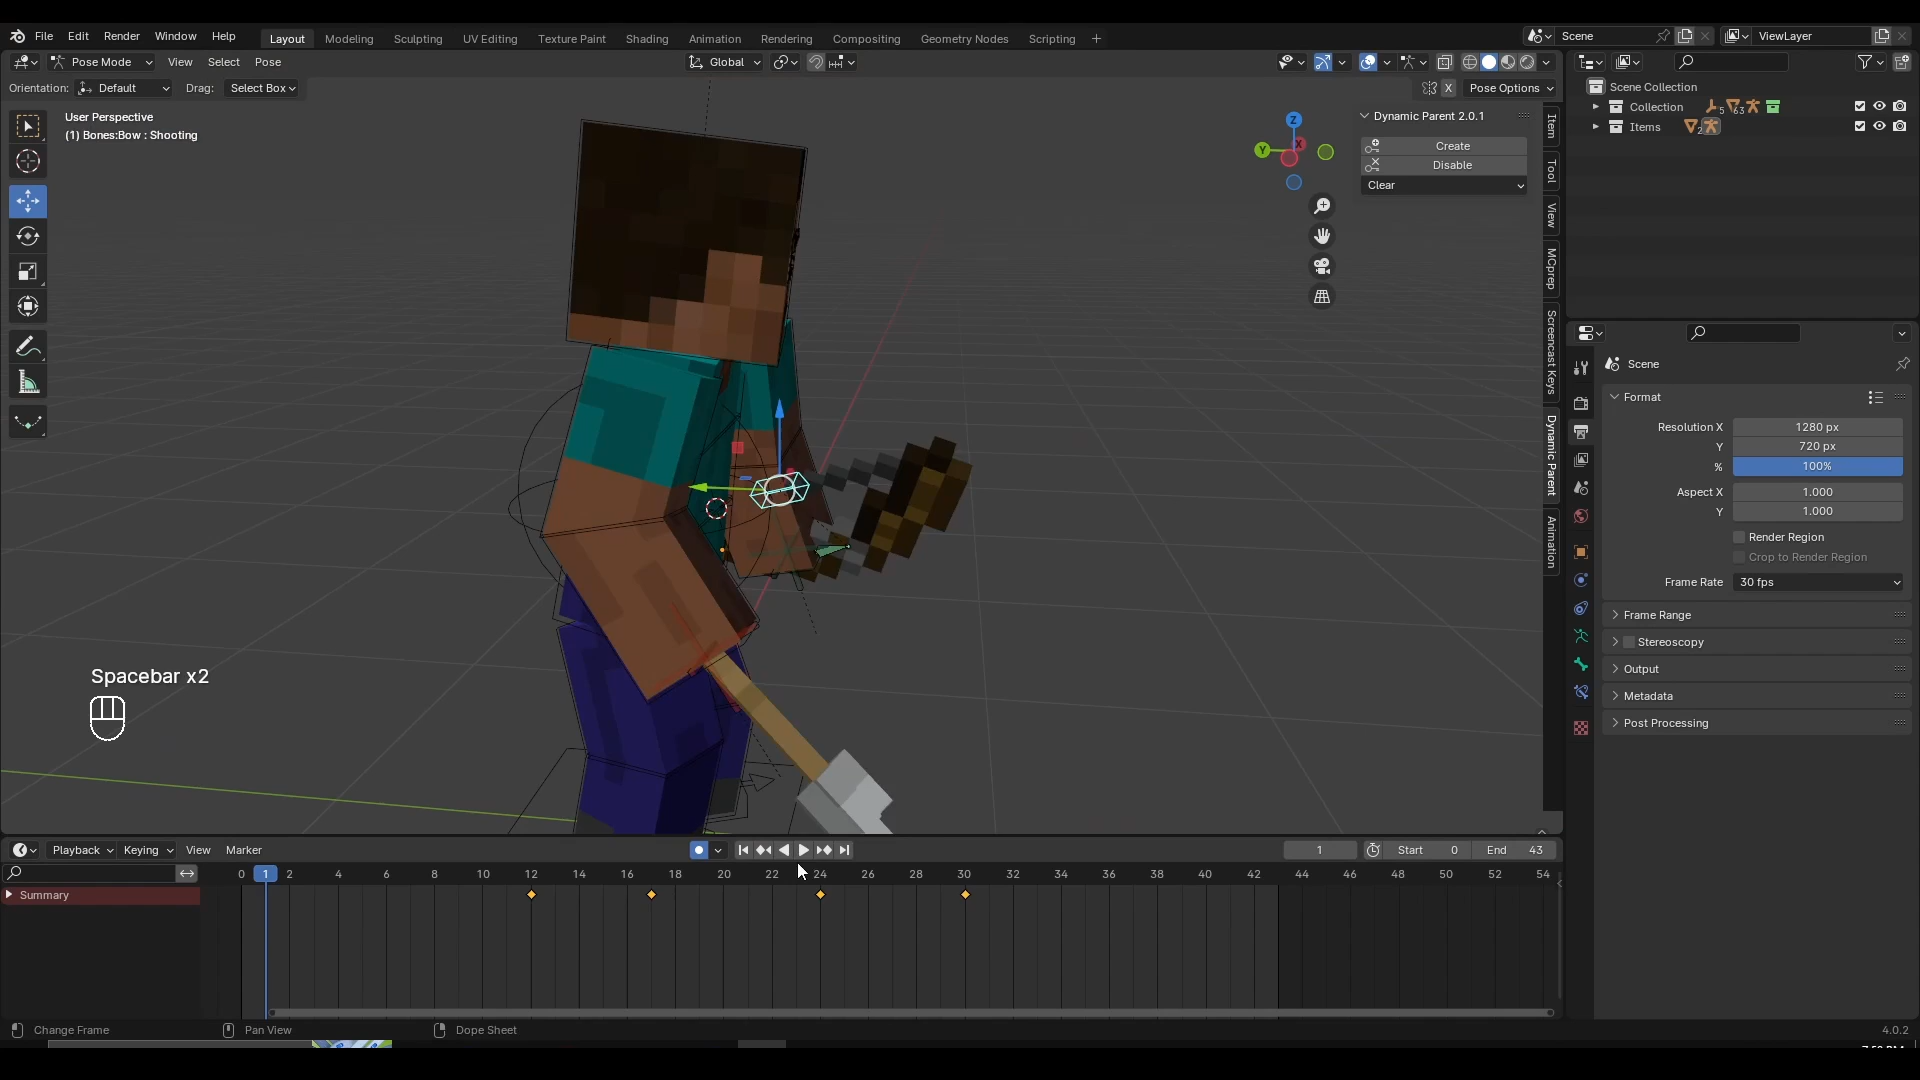 File Edit Render Window Help Layout Modeling Sculpting UV Editing Texture Paint Shading Animation Rendering Compositing Geometry Nodes Scripting + Scene ViewLayer
Pose Mode View Select Pose Global
Orientation: Default Drag: Select Box X Pose Options
User Perspective
(1) Bones:Bow : Shooting
Z
Y
X
Dynamic Parent 2.0.1
Create
Disable
Clear
Item
Tool
View
MCprep
Screencast Keys
Dynamic Parent
Animation
Scene Collection
Collection 5 63
Items 2
Scene
Format
Resolution X 1280 px
Y 720 px
% 100%
Aspect X 1.000
Y 1.000
Render Region
Crop to Render Region
Frame Rate 30 fps
Frame Range
Stereoscopy
Output
Metadata
Post Processing
Spacebar x2
Playback Keying View Marker 1 Start 0 End 43
0 1 2 4 6 8 10 12 14 16 18 20 22 24 26 28 30 32 34 36 38 40 42 44 46 48 50 52 54
Summary
Change Frame Pan View Dope Sheet 4.0.2